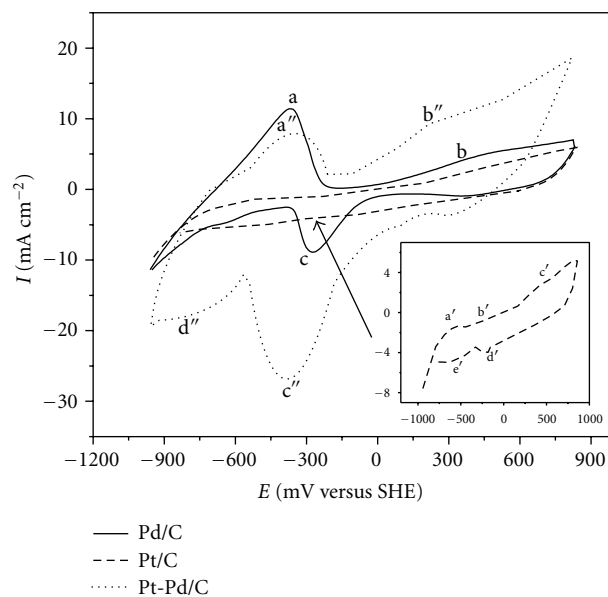 20
10
0
−10
−20
−30
I (mA cm⁻²)
a
a″
b″
b
c
d″
c″
6
4
0
−4
−8
a′
b′
c′
d′
e′
−1000
−500
0
500
1000
−1200
−900
−600
−300
0
300
600
900
E (mV versus SHE)
Pd/C
Pt/C
Pt-Pd/C